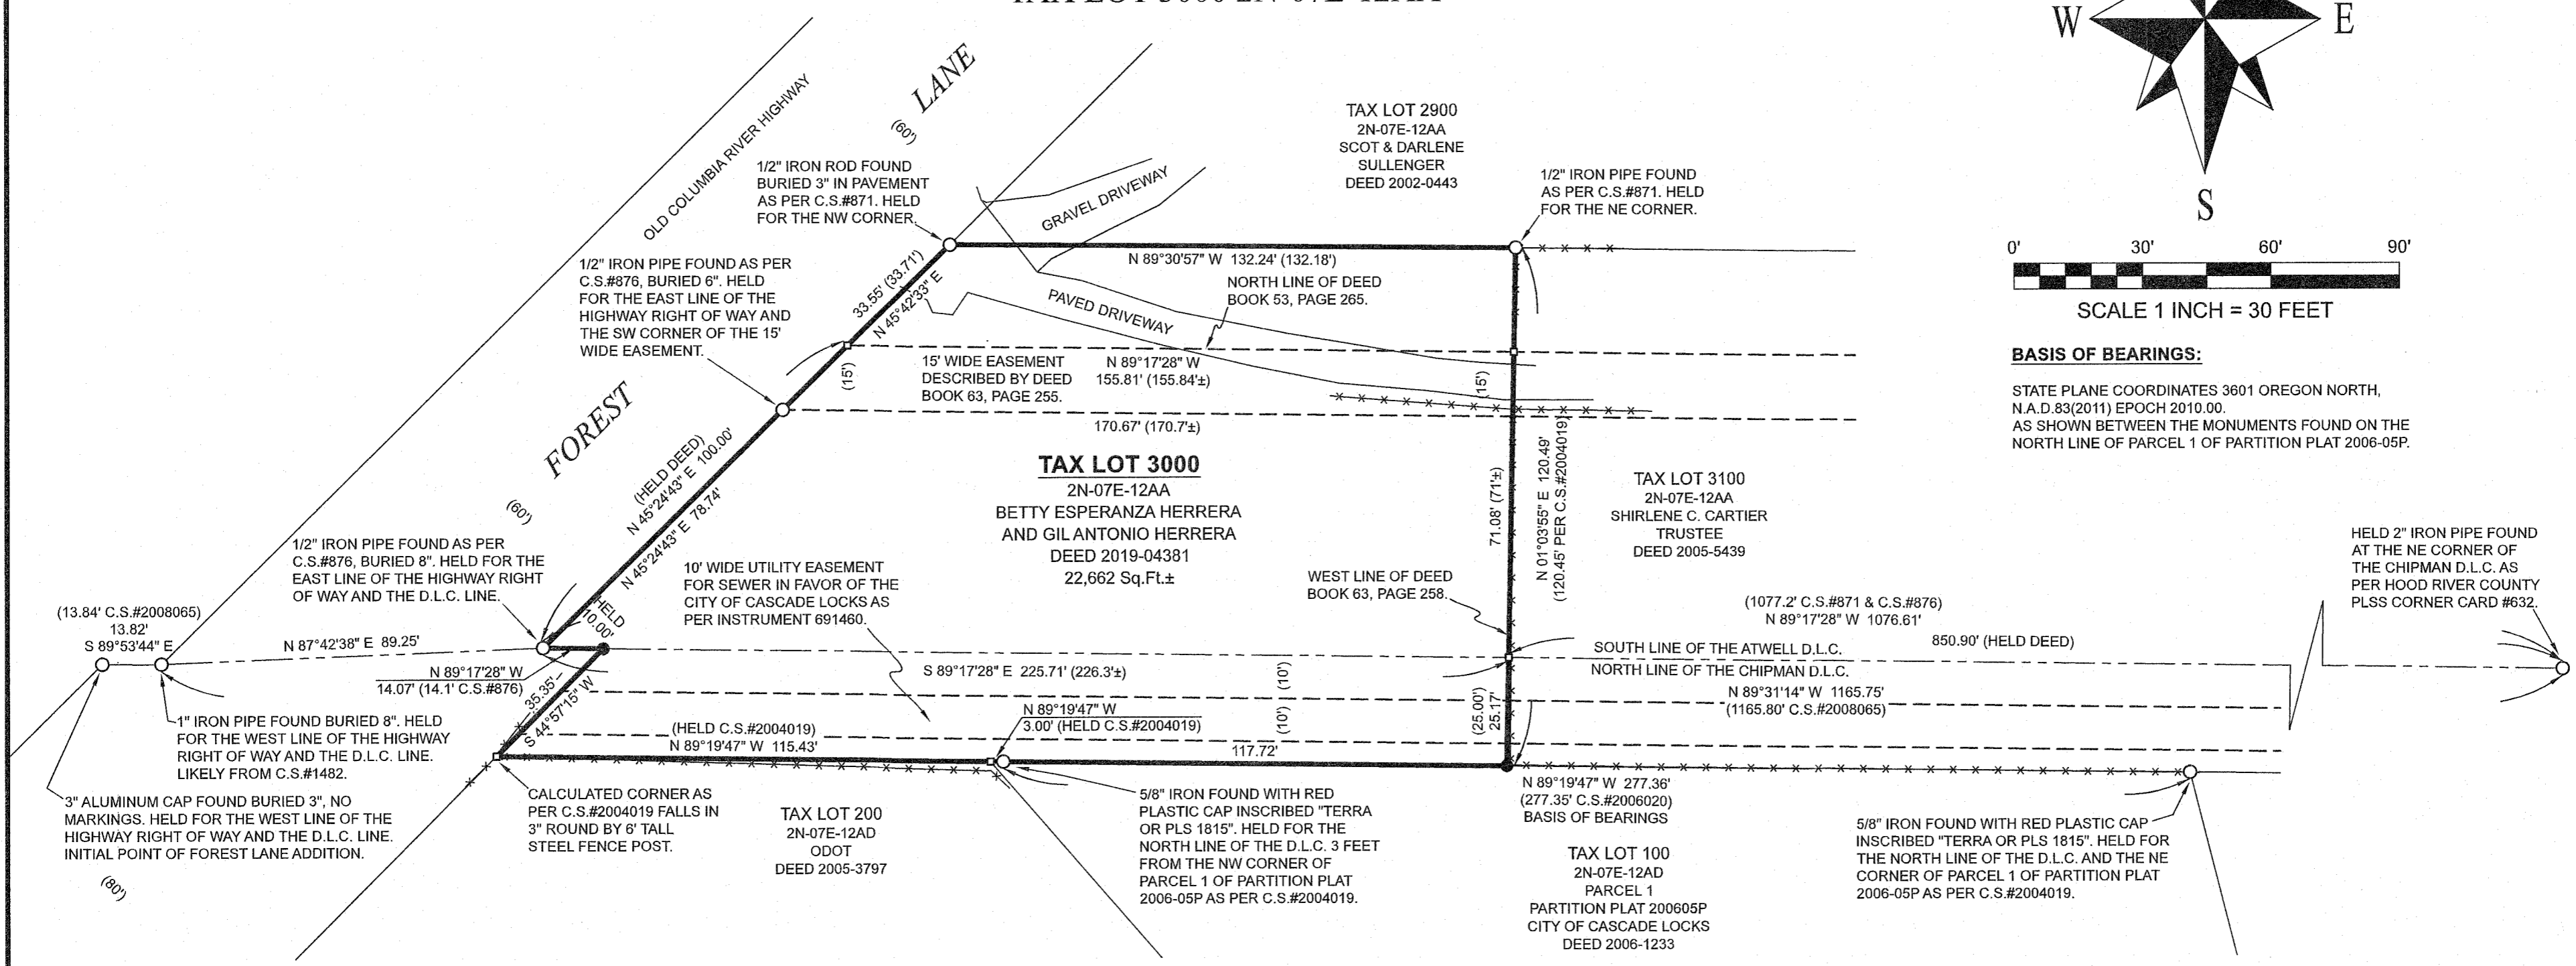 W
E
S
0' 30' 60' 90'
SCALE 1 INCH = 30 FEET
BASIS OF BEARINGS:
STATE PLANE COORDINATES 3601 OREGON NORTH,
N.A.D.83(2011) EPOCH 2010.00.
AS SHOWN BETWEEN THE MONUMENTS FOUND ON THE
NORTH LINE OF PARCEL 1 OF PARTITION PLAT 2006-05P.
OLD COLUMBIA RIVER HIGHWAY
LANE
(60')
FOREST
(60')
(80')
1/2" IRON ROD FOUND
BURIED 3" IN PAVEMENT
AS PER C.S.#871. HELD
FOR THE NW CORNER.
GRAVEL DRIVEWAY
PAVED DRIVEWAY
TAX LOT 2900
2N-07E-12AA
SCOT & DARLENE
SULLENGER
DEED 2002-0443
1/2" IRON PIPE FOUND
AS PER C.S.#871. HELD
FOR THE NE CORNER.
1/2" IRON PIPE FOUND AS PER
C.S.#876, BURIED 6". HELD
FOR THE EAST LINE OF THE
HIGHWAY RIGHT OF WAY AND
THE SW CORNER OF THE 15'
WIDE EASEMENT.
33.55' (33.71')
N 45°42'33" E
N 89°30'57" W 132.24' (132.18')
NORTH LINE OF DEED
BOOK 53, PAGE 265.
15' WIDE EASEMENT
DESCRIBED BY DEED
BOOK 63, PAGE 255.
N 89°17'28" W
155.81' (155.84'±)
(15')
(15')
170.67' (170.7'±)
(HELD DEED)
N 45°24'43" E 100.00'
N 45°24'43" E 78.74'
TAX LOT 3000
2N-07E-12AA
BETTY ESPERANZA HERRERA
AND GIL ANTONIO HERRERA
DEED 2019-04381
22,662 Sq.Ft.±
71.08' (71'±)
N 01°03'55" E 120.49'
(120.45' PER C.S.#2004019)
TAX LOT 3100
2N-07E-12AA
SHIRLENE C. CARTIER
TRUSTEE
DEED 2005-5439
1/2" IRON PIPE FOUND AS PER
C.S.#876, BURIED 8". HELD FOR THE
EAST LINE OF THE HIGHWAY RIGHT
OF WAY AND THE D.L.C. LINE.
10' WIDE UTILITY EASEMENT
FOR SEWER IN FAVOR OF THE
CITY OF CASCADE LOCKS AS
PER INSTRUMENT 691460.
WEST LINE OF DEED
BOOK 63, PAGE 258.
HELD 2" IRON PIPE FOUND
AT THE NE CORNER OF
THE CHIPMAN D.L.C. AS
PER HOOD RIVER COUNTY
PLSS CORNER CARD #632.
(13.84' C.S.#2008065)
13.82'
S 89°53'44" E
N 87°42'38" E 89.25'
HELD
10.00'
N 89°17'28" W
14.07' (14.1' C.S.#876)
35.35'
S 44°57'15" W
S 89°17'28" E 225.71' (226.3'±)
(10')
(10')
(1077.2' C.S.#871 & C.S.#876)
N 89°17'28" W 1076.61'
SOUTH LINE OF THE ATWELL D.L.C.
850.90' (HELD DEED)
NORTH LINE OF THE CHIPMAN D.L.C.
N 89°31'14" W 1165.75'
(1165.80' C.S.#2008065)
(25.00')
25.17'
(HELD C.S.#2004019)
N 89°19'47" W 115.43'
N 89°19'47" W
3.00' (HELD C.S.#2004019)
117.72'
1" IRON PIPE FOUND BURIED 8". HELD
FOR THE WEST LINE OF THE HIGHWAY
RIGHT OF WAY AND THE D.L.C. LINE.
LIKELY FROM C.S.#1482.
3" ALUMINUM CAP FOUND BURIED 3", NO
MARKINGS. HELD FOR THE WEST LINE OF THE
HIGHWAY RIGHT OF WAY AND THE D.L.C. LINE.
INITIAL POINT OF FOREST LANE ADDITION.
CALCULATED CORNER AS
PER C.S.#2004019 FALLS IN
3" ROUND BY 6' TALL
STEEL FENCE POST.
TAX LOT 200
2N-07E-12AD
ODOT
DEED 2005-3797
5/8" IRON FOUND WITH RED
PLASTIC CAP INSCRIBED "TERRA
OR PLS 1815". HELD FOR THE
NORTH LINE OF THE D.L.C. 3 FEET
FROM THE NW CORNER OF
PARCEL 1 OF PARTITION PLAT
2006-05P AS PER C.S.#2004019.
N 89°19'47" W 277.36'
(277.35' C.S.#2006020)
BASIS OF BEARINGS
TAX LOT 100
2N-07E-12AD
PARCEL 1
PARTITION PLAT 200605P
CITY OF CASCADE LOCKS
DEED 2006-1233
5/8" IRON FOUND WITH RED PLASTIC CAP
INSCRIBED "TERRA OR PLS 1815". HELD FOR
THE NORTH LINE OF THE D.L.C. AND THE NE
CORNER OF PARCEL 1 OF PARTITION PLAT
2006-05P AS PER C.S.#2004019.